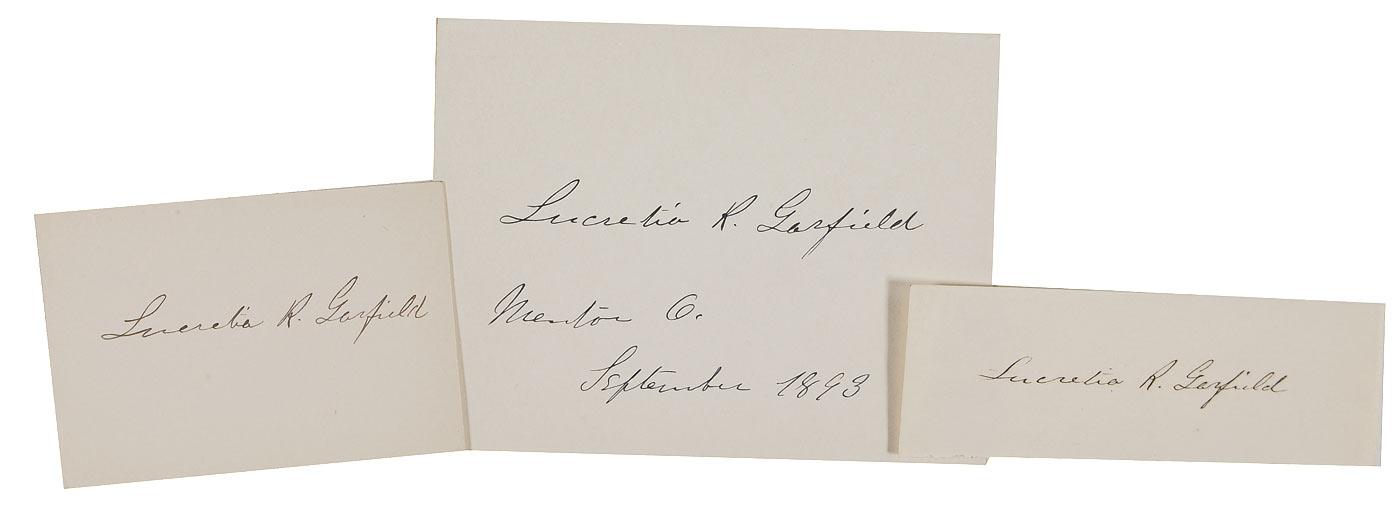 Lucretia R. Garfield
Lucretia R. Garfield
Mentor O.
September 1893
Lucretia R. Garfield